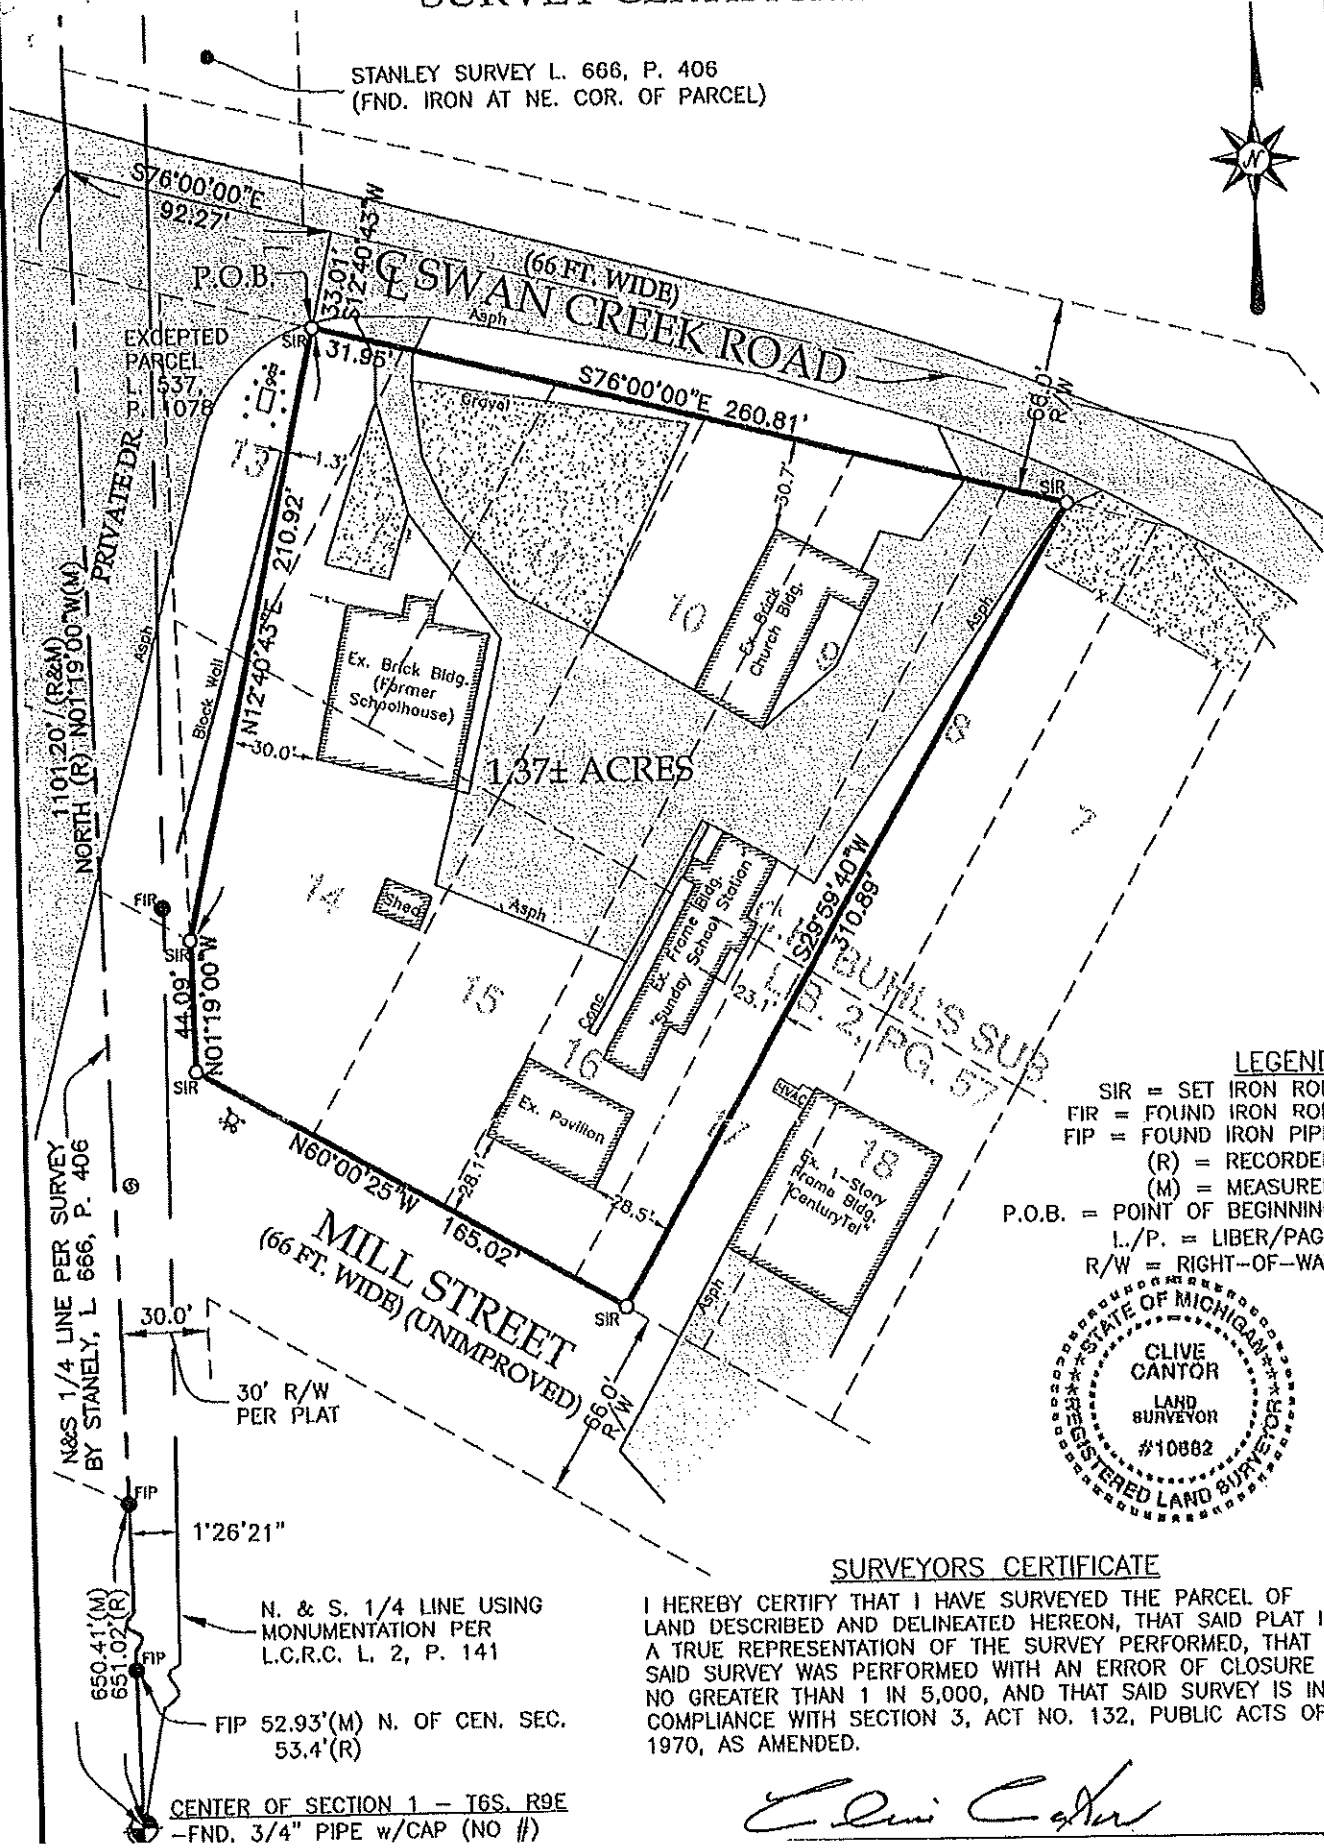 STANLEY SURVEY L. 666, P. 406
(FND. IRON AT NE. COR. OF PARCEL)
N
S76°00'00"E
92.27'
P.O.B.
33.01'
S12°40'43"W
(66 FT. WIDE)
CL SWAN CREEK ROAD
Asph
EXCEPTED
PARCEL
L. 537,
P. 1078
SIR
31.95'
S76°00'00"E 260.81'
66.0'
R/W
SIR
Gravel
13
1.3'
30.7'
PRIVATE DR.
Asph
Block Wall
N12°40'43"E 210.92'
1101.20' (R&M)
NORTH (R) N01°19'00"W(M)
Ex. Brick Bldg.
(Former
Schoolhouse)
30.0'
10
Ex. Brick
Church Bldg.
9
Asph
8
7
1.37± ACRES
14
Shed
Asph
FIR
SIR
44.09'
N01°19'00"W
SIR
15
Conc
16
Ex. Frame Bldg.
"Sunday School Station
23.1'
S29°59'40"W
310.89'
BUHL'S SUB
LIB. 2, PG. 57
17
Ex. Pavilion
28.1'
28.5'
HVAC
18
Ex. 1-Story
Frame Bldg.
"CenturyTel"
Asph
N60°00'25"W
165.02'
MILL STREET
(66 FT. WIDE) (UNIMPROVED)
SIR
66.0'
R/W
N&S 1/4 LINE PER SURVEY
BY STANELY, L 666, P. 406
S
30.0'
30' R/W
PER PLAT
FIP
1°26'21"
650.41'(M)
651.02'(R)
FIP
N. & S. 1/4 LINE USING
MONUMENTATION PER
L.C.R.C. L. 2, P. 141
FIP 52.93'(M) N. OF CEN. SEC.
53.4'(R)
CENTER OF SECTION 1 – T6S, R9E
-FND. 3/4" PIPE w/CAP (NO #)
LEGEND
SIR = SET IRON ROD
FIR = FOUND IRON ROD
FIP = FOUND IRON PIPE
(R) = RECORDED
(M) = MEASURED
P.O.B. = POINT OF BEGINNING
L./P. = LIBER/PAGE
R/W = RIGHT-OF-WAY
STATE OF MICHIGAN
CLIVE
CANTOR
LAND
SURVEYOR
#10882
REGISTERED LAND SURVEYOR
SURVEYORS CERTIFICATE
I HEREBY CERTIFY THAT I HAVE SURVEYED THE PARCEL OF
LAND DESCRIBED AND DELINEATED HEREON, THAT SAID PLAT I
A TRUE REPRESENTATION OF THE SURVEY PERFORMED, THAT
SAID SURVEY WAS PERFORMED WITH AN ERROR OF CLOSURE
NO GREATER THAN 1 IN 5,000, AND THAT SAID SURVEY IS IN
COMPLIANCE WITH SECTION 3, ACT NO. 132, PUBLIC ACTS OF
1970, AS AMENDED.